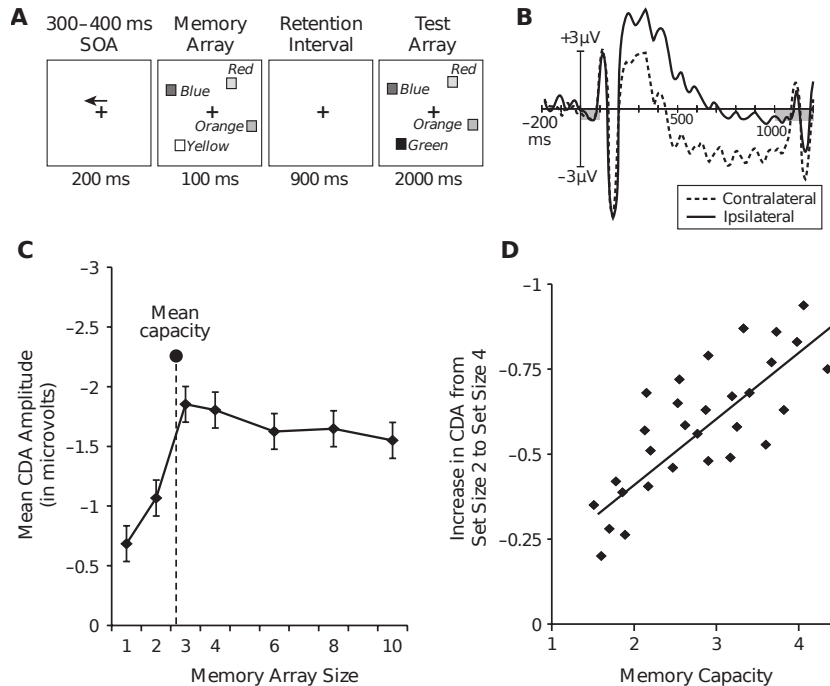 A
300–400 ms
SOA
Memory
Array
Retention
Interval
Test
Array
Red
Blue
Orange
Yellow
Red
Blue
Orange
Green
200 ms
100 ms
900 ms
2000 ms
B
+3μV
–200
ms
500
1000
–3μV
Contralateral
Ipsilateral
C
Mean CDA Amplitude
(in microvolts)
–3
–2.5
–2
–1.5
–1
–0.5
0
Mean
capacity
1 2 3 4 6 8 10
Memory Array Size
D
Increase in CDA from
Set Size 2 to Set Size 4
–1
–0.75
–0.5
–0.25
0
1 2 3 4
Memory Capacity